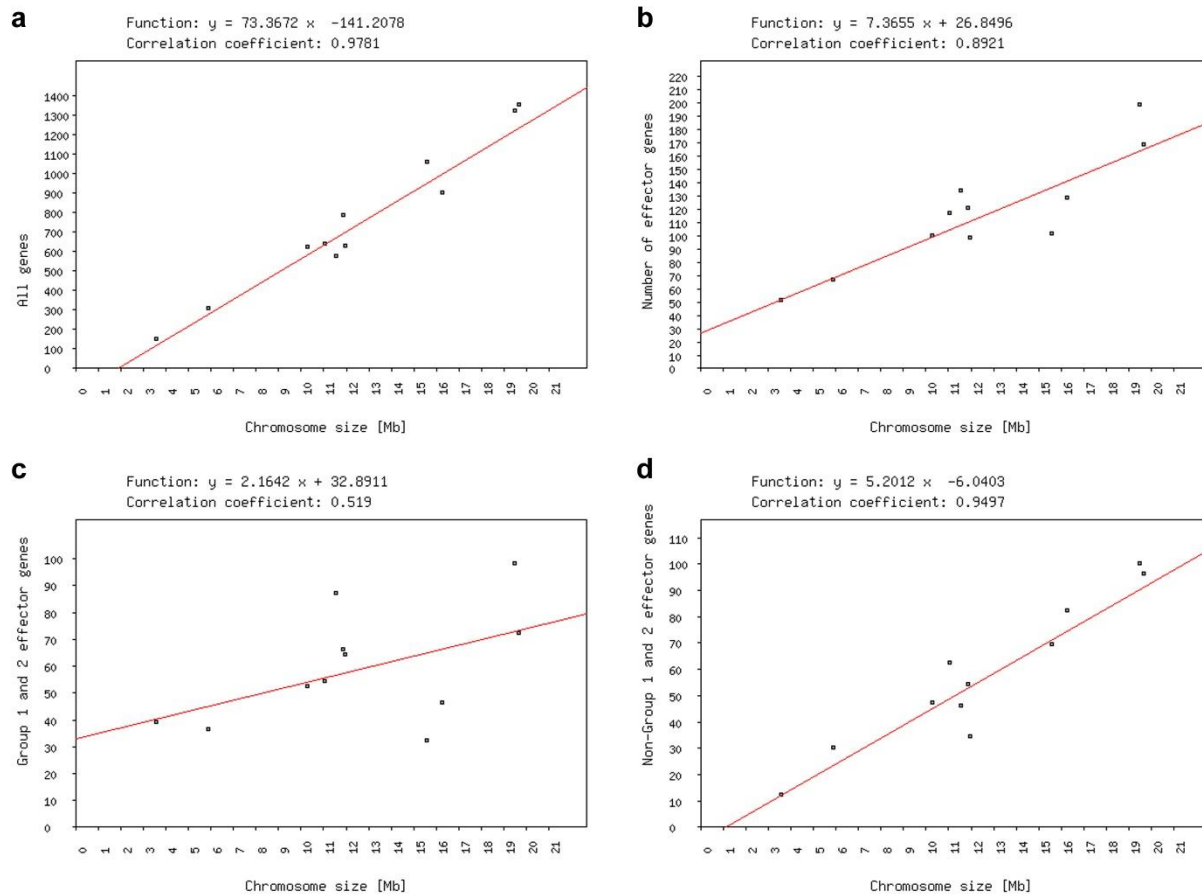 a
Function: y = 73.3672 x -141.2078
Correlation coefficient: 0.9781
All genes
1400
1300
1200
1100
1000
900
800
700
600
500
400
300
200
100
0
0 1 2 3 4 5 6 7 8 9 10 11 12 13 14 15 16 17 18 19 20 21
Chromosome size [Mb]
b
Function: y = 7.3655 x + 26.8496
Correlation coefficient: 0.8921
Number of effector genes
220
210
200
190
180
170
160
150
140
130
120
110
100
90
80
70
60
50
40
30
20
10
0
0 1 2 3 4 5 6 7 8 9 10 11 12 13 14 15 16 17 18 19 20 21
Chromosome size [Mb]
c
Function: y = 2.1642 x + 32.8911
Correlation coefficient: 0.519
Group 1 and 2 effector genes
100
90
80
70
60
50
40
30
20
10
0
0 1 2 3 4 5 6 7 8 9 10 11 12 13 14 15 16 17 18 19 20 21
Chromosome size [Mb]
d
Function: y = 5.2012 x -6.0403
Correlation coefficient: 0.9497
Non-Group 1 and 2 effector genes
110
100
90
80
70
60
50
40
30
20
10
0
0 1 2 3 4 5 6 7 8 9 10 11 12 13 14 15 16 17 18 19 20 21
Chromosome size [Mb]